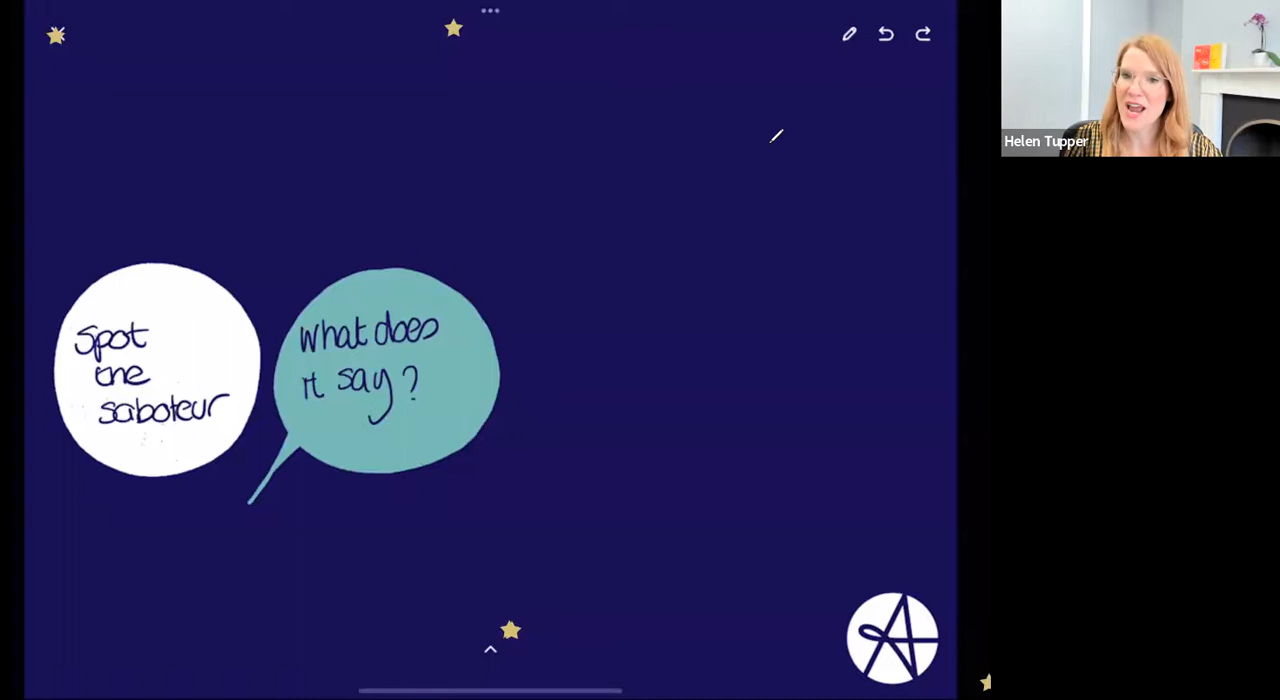 Spot
the
saboteur
What does
it say?
Helen Tupper